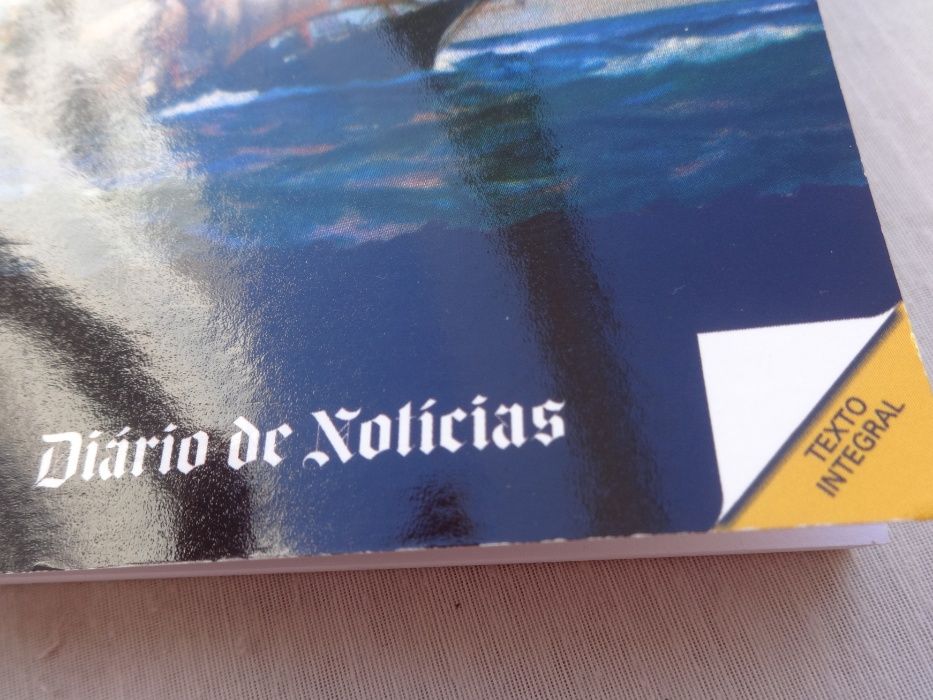 Diário de Notícias
TEXTO
INTEGRAL